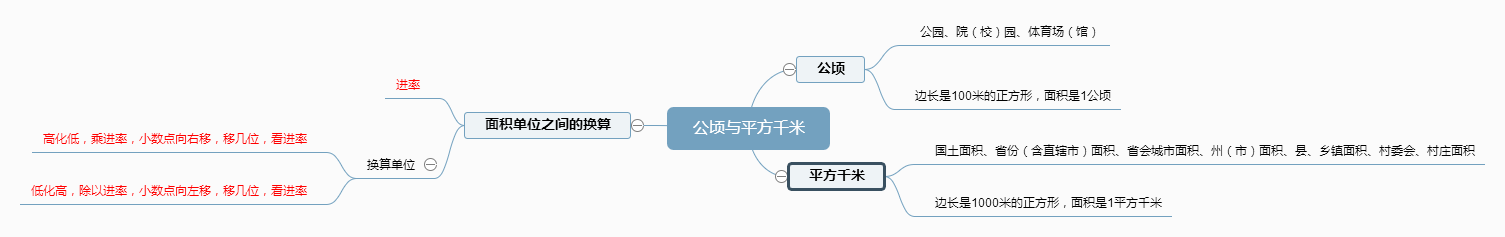 公园、院（校）园、体育场（馆）
公顷
进率
边长是100米的正方形，面积是1公顷
面积单位之间的换算
公顷与平方千米
高化低，乘进率，小数点向右移，移几位，看进率
国土面积、省份（含直辖市）面积、省会城市面积、州（市）面积、县、乡镇面积、村委会、村庄面积
换算单位
平方千米
低化高，除以进率，小数点向左移，移几位，看进率
边长是1000米的正方形，面积是1平方千米